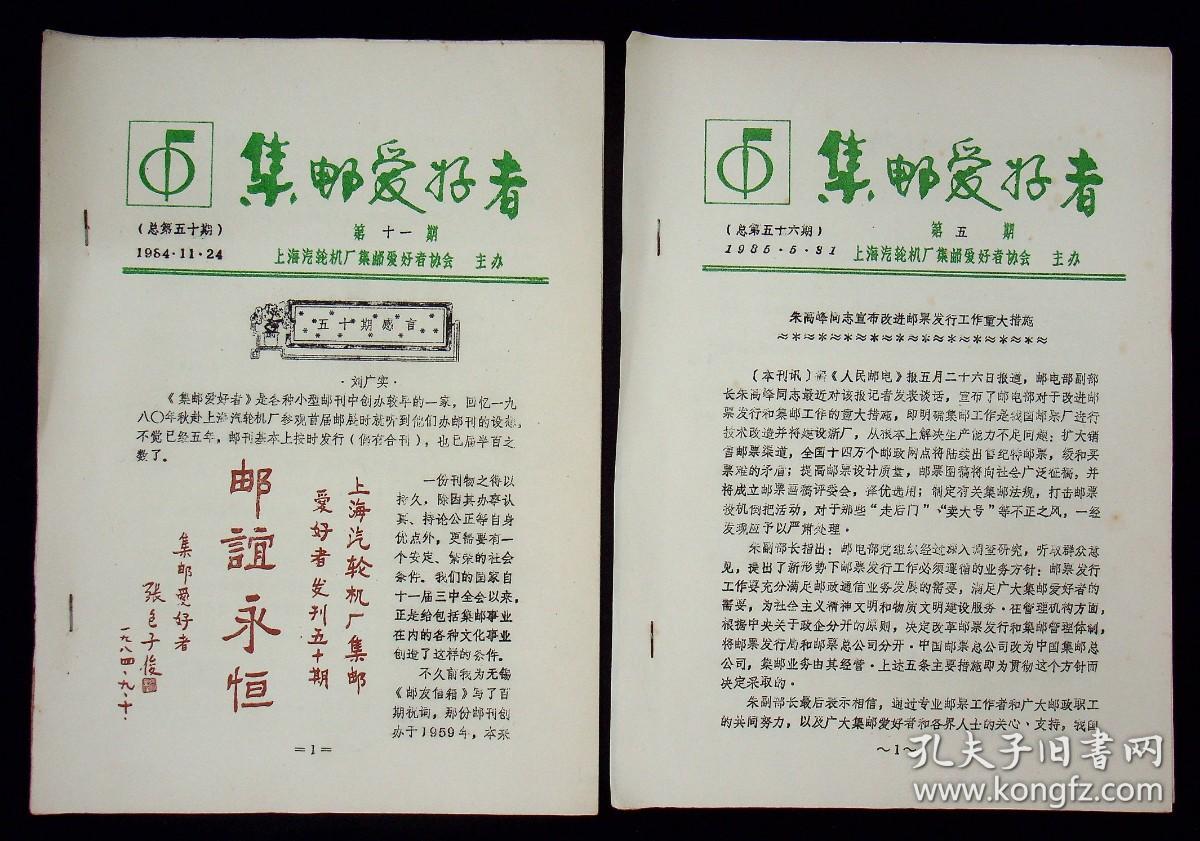 集邮爱好者
(总第五十期)
第十一期
1984·11·24
上海汽轮机厂集邮爱好者协会 主办
五十期感言
·刘广实·
《集邮爱好者》是各种小型邮刊中创办较早的一家,回忆一九
八〇年秋赴上海汽轮机厂参观首届邮展时就听到他们办邮刊的设想,
不觉已经五年,邮刊基本上按时发行(偶有合刊),也已届半百之
数了。
邮谊永恒
上海汽轮机厂集邮
爱好者发刊五十期
集邮爱好者
张包子俊
一九八四·九·十·
一份刊物之得以
持久,除因其办事认
真、持论公正等自身
优点外,更需要有一
个安定、繁荣的社会
条件。我们的国家自
十一届三中全会以来,
正是给包括集邮事业
在内的各种文化事业
创造了这样的条件。
不久前我为无锡
《邮友信箱》写了百
期祝词,那份邮刊创
办于1959年,本来
=1=
集邮爱好者
(总第五十六期)
第五期
1985·5·31
上海汽轮机厂集邮爱好者协会 主办
朱高峰同志宣布改进邮票发行工作重大措施
〔本刊讯〕据《人民邮电》报五月二十六日报道,邮电部副部
长朱高峰同志最近对该报记者发表谈话,宣布了邮电部对于改进邮
票发行和集邮工作的重大措施,即明确集邮工作是我国邮票厂进行
技术改造并将建设新厂,从根本上解决生产能力不足问题;扩大销
售邮票渠道,全国十四万个邮政网点将陆续出售纪特邮票,缓和买
票难的矛盾;提高邮票设计质量,邮票图稿将向社会广泛征稿,并
将成立邮票画稿评委会,择优选用;制定有关集邮法规,打击邮票
投机倒把活动,对于那些"走后门"、"卖大号"等不正之风,一经
发现应予以严肃处理。
朱副部长指出:邮电部党组织经过深入调查研究,听取群众意
见,提出了新形势下邮票发行工作必须遵循的业务方针:邮票发行
工作要充分满足邮政通信业务发展的需要,满足广大集邮爱好者的
需要,为社会主义精神文明和物质文明建设服务。在管理机构方面,
根据中央关于政企分开的原则,决定改革邮票发行和集邮管理体制,
将邮票发行局和邮票总公司分开。中国邮票总公司改为中国集邮总
公司,集邮业务由其经营。上述五条主要措施即为贯彻这个方针而
决定采取的。
朱副部长最后表示相信,通过专业邮票工作者和广大邮政职工
的共同努力,以及广大集邮爱好者和各界人士的关心、支持,我国
~1~
孔夫子旧书网
www.kongfz.com